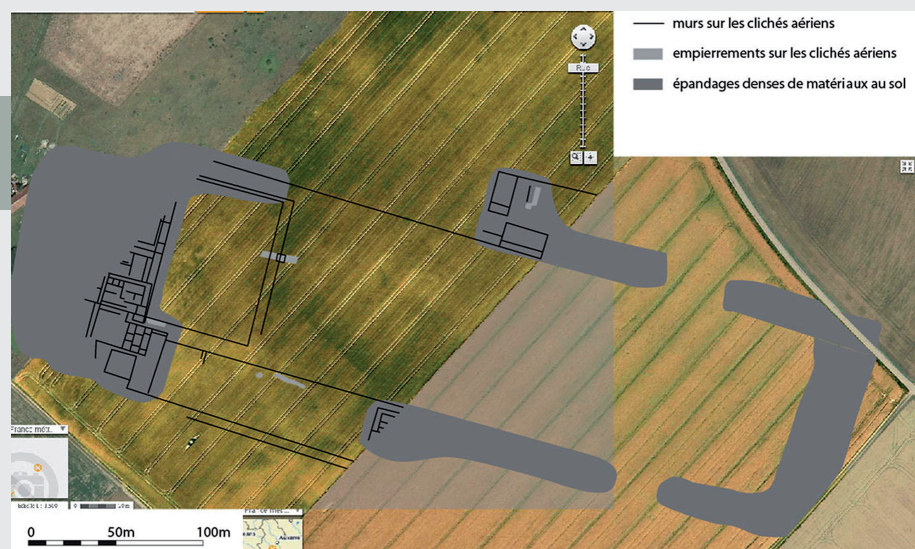 murs sur les clichés aériens
empierrements sur les clichés aériens
épandages denses de matériaux au sol
0 50m 100m